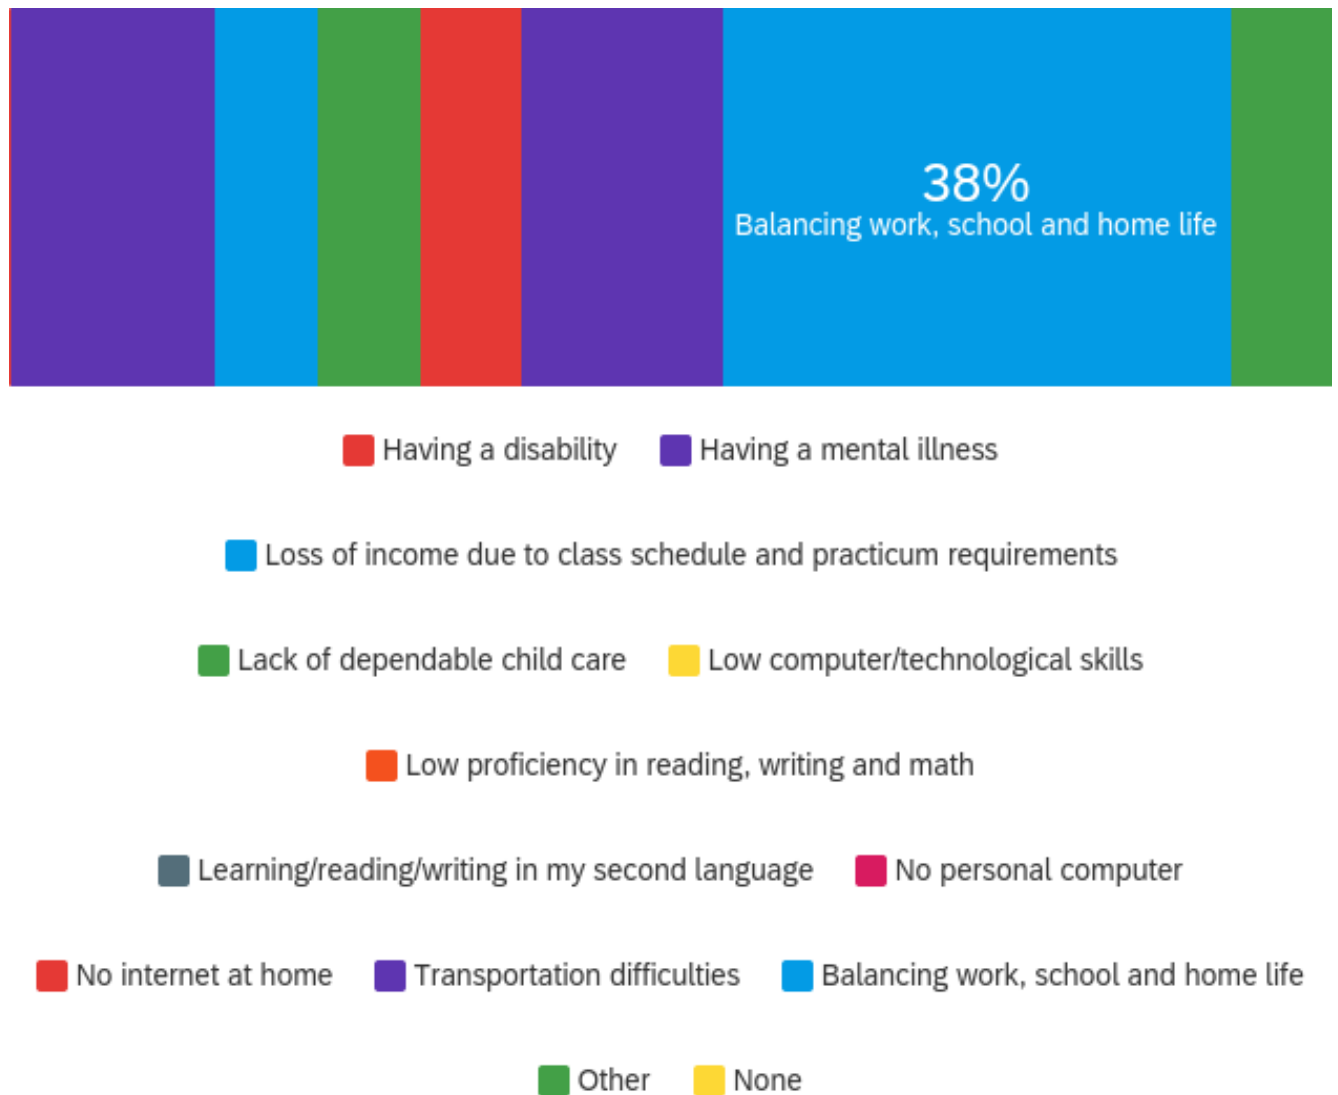 38%
Balancing work, school and home life
Having a disability Having a mental illness
Loss of income due to class schedule and practicum requirements
Lack of dependable child care Low computer/technological skills
Low proficiency in reading, writing and math
Learning/reading/writing in my second language No personal computer
No internet at home Transportation difficulties Balancing work, school and home life
Other None